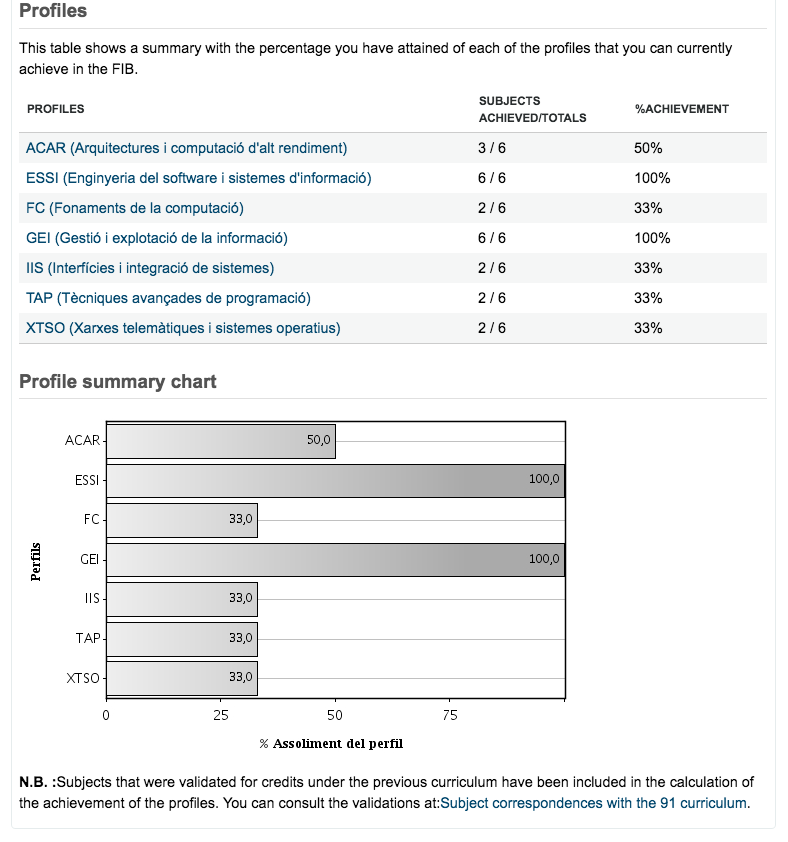 Profiles
This table shows a summary with the percentage you have attained of each of the profiles that you can currently
achieve in the FIB.
PROFILES SUBJECTS ACHIEVED/TOTALS %ACHIEVEMENT
ACAR (Arquitectures i computació d'alt rendiment) 3 / 6 50%
ESSI (Enginyeria del software i sistemes d'informació) 6 / 6 100%
FC (Fonaments de la computació) 2 / 6 33%
GEI (Gestió i explotació de la informació) 6 / 6 100%
IIS (Interfícies i integració de sistemes) 2 / 6 33%
TAP (Tècniques avançades de programació) 2 / 6 33%
XTSO (Xarxes telemàtiques i sistemes operatius) 2 / 6 33%
Profile summary chart
ACAR 50,0
ESSI 100,0
FC 33,0
Perfils
GEI 100,0
IIS 33,0
TAP 33,0
XTSO 33,0
0 25 50 75
% Assoliment del perfil
N.B. :Subjects that were validated for credits under the previous curriculum have been included in the calculation of
the achievement of the profiles. You can consult the validations at:Subject correspondences with the 91 curriculum.